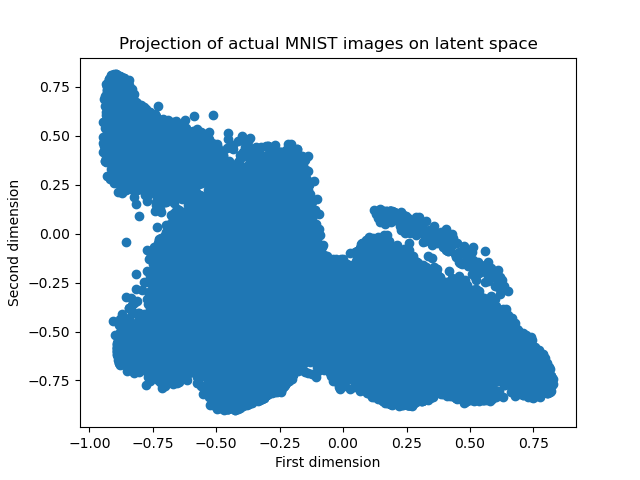 Projection of actual MNIST images on latent space
0.75
0.50
0.25
0.00
−0.25
−0.50
−0.75
Second dimension
−1.00 −0.75 −0.50 −0.25 0.00 0.25 0.50 0.75
First dimension